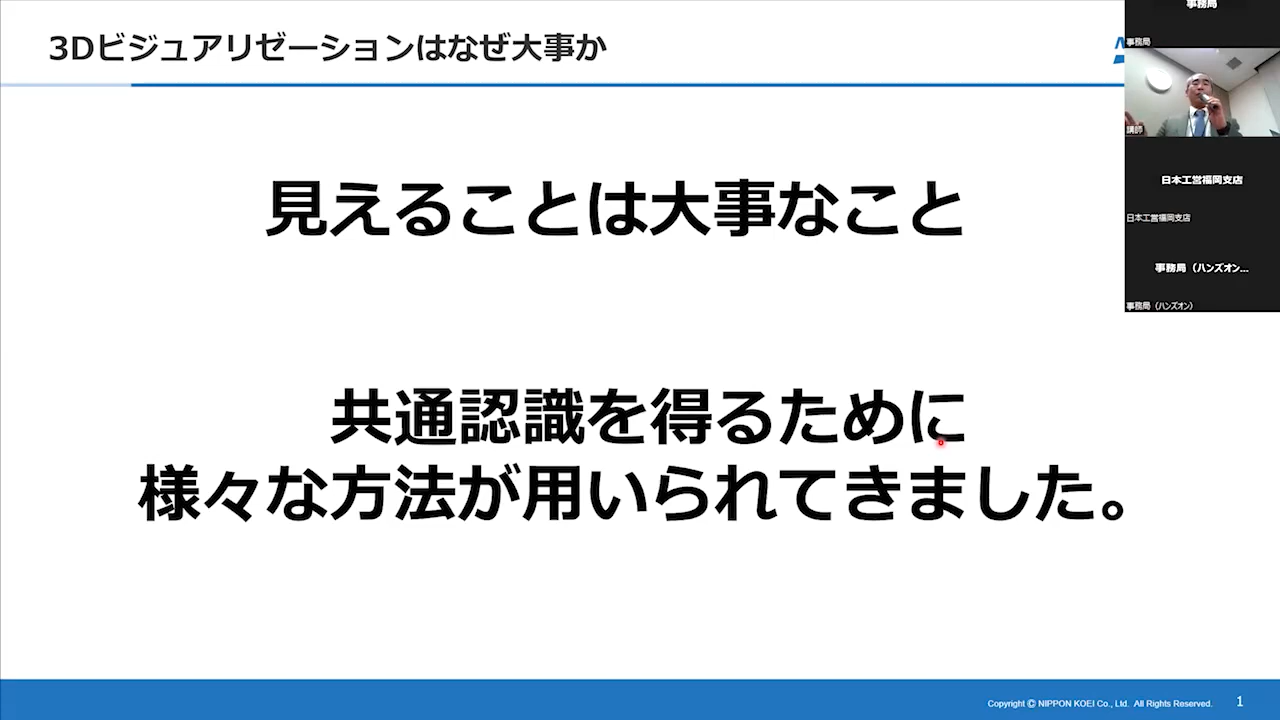 3Dビジュアリゼーションはなぜ大事か
見えることは大事なこと
共通認識を得るために
様々な方法が用いられてきました。
事務局
事務局
講師
日本工営福岡支店
日本工営福岡支店
事務局（ハンズオン...
事務局（ハンズオン）
Copyright © NIPPON KOEI Co., Ltd. All Rights Reserved.
1